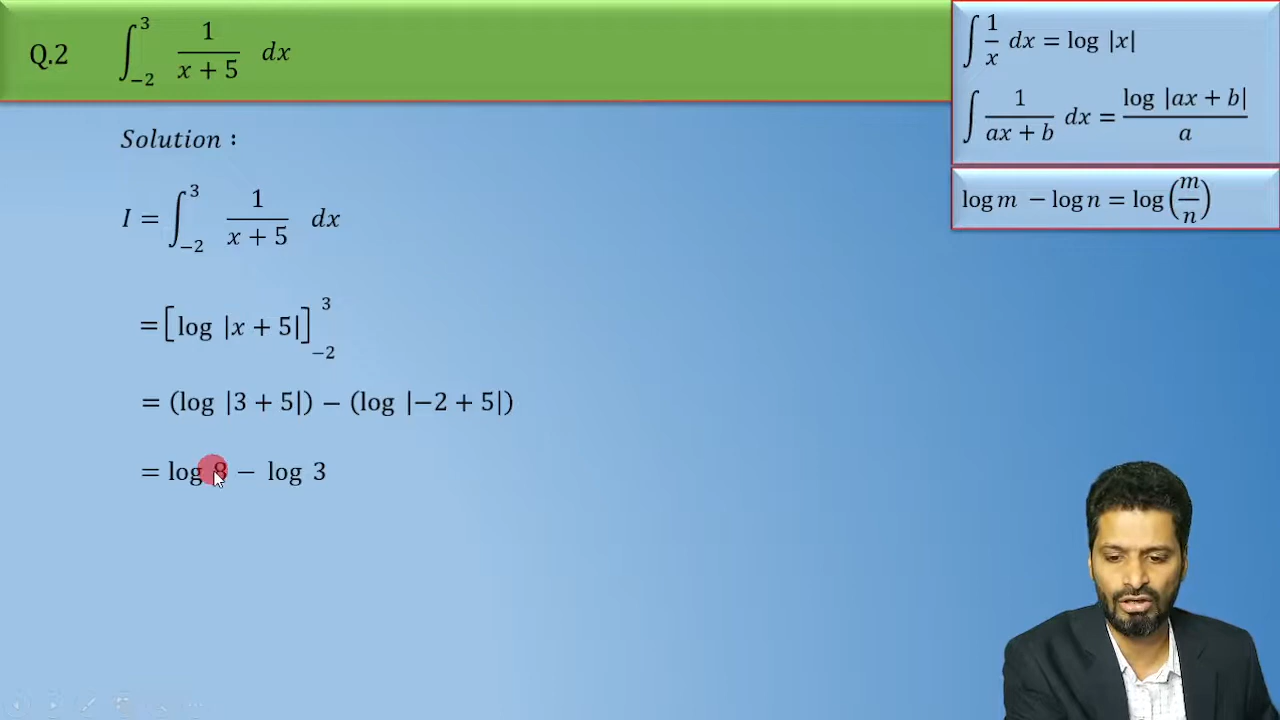 Q.2 ∫_{-2}^{3} 1/(x + 5) dx
∫ 1/x dx = log |x|
∫ 1/(ax + b) dx = log |ax + b|/a
log m − log n = log (m/n)
Solution :
I = ∫_{-2}^{3} 1/(x + 5) dx
= [log |x + 5|]_{-2}^{3}
= (log |3 + 5|) − (log |−2 + 5|)
= log 8 − log 3